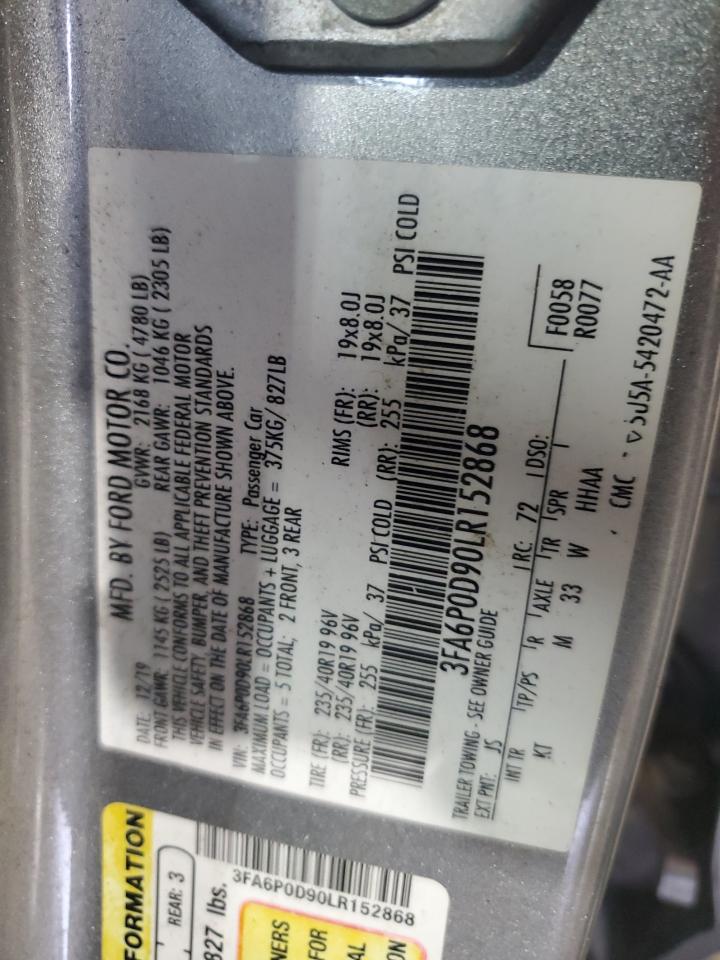 MFD. BY FORD MOTOR CO.
DATE: 12/19 GVWR: 2168 KG ( 4780 LB)
FRONT GAWR: 1145 KG ( 2525 LB) REAR GAWR: 1046 KG ( 2305 LB)
THIS VEHICLE CONFORMS TO ALL APPLICABLE FEDERAL MOTOR
VEHICLE SAFETY, BUMPER, AND THEFT PREVENTION STANDARDS
IN EFFECT ON THE DATE OF MANUFACTURE SHOWN ABOVE.
VIN: 3FA6P0D90LR152868 TYPE: Passenger Car
MAXIMUM LOAD = OCCUPANTS + LUGGAGE = 375KG/ 827LB
OCCUPANTS = 5 TOTAL; 2 FRONT, 3 REAR
TIRE (FR): 235/40R19 96V RIMS (FR): 19x8.0J
(RR): 235/40R19 96V (RR): 19x8.0J
PRESSURE (FR): 255 kPa/ 37 PSI COLD (RR): 255 kPa/ 37 PSI COLD
3FA6P0D90LR152868
TRAILER TOWING - SEE OWNER GUIDE
F0058
EXT PNT: JS RC: 72 DSO: R0077
INT TR TP/PS R AXLE TR SPR
KT M 33 W HHAA
CMC 5U5A-5420472-AA
FORMATION
REAR: 3
827 lbs.
3FA6P0D90LR152868
NERS
FOR
AL
ON